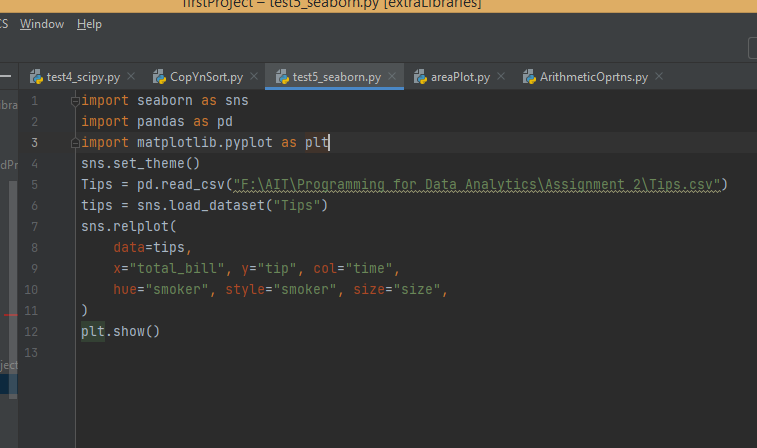 firstProject – test5_seaborn.py [extraLibraries]
CS Window Help
test4_scipy.py CopYnSort.py test5_seaborn.py areaPlot.py ArithmeticOprtns.py
1 import seaborn as sns
2 import pandas as pd
3 import matplotlib.pyplot as plt
4 sns.set_theme()
5 Tips = pd.read_csv("F:\AIT\Programming for Data Analytics\Assignment 2\Tips.csv")
6 tips = sns.load_dataset("Tips")
7 sns.relplot(
8 data=tips,
9 x="total_bill", y="tip", col="time",
10 hue="smoker", style="smoker", size="size",
11 )
12 plt.show()
13